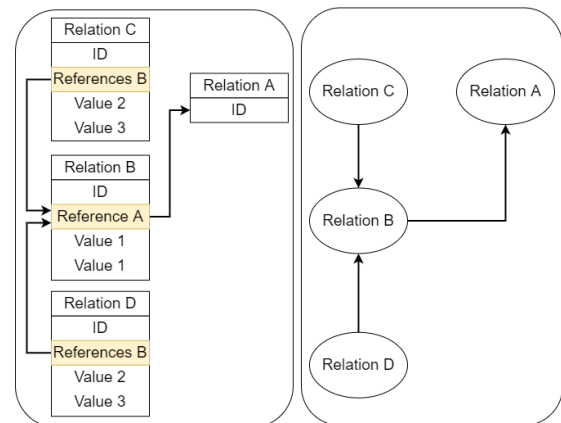 Relation C
ID
References B
Value 2
Value 3
Relation A
ID
Relation B
ID
Reference A
Value 1
Value 1
Relation D
ID
References B
Value 2
Value 3
Relation C
Relation A
Relation B
Relation D